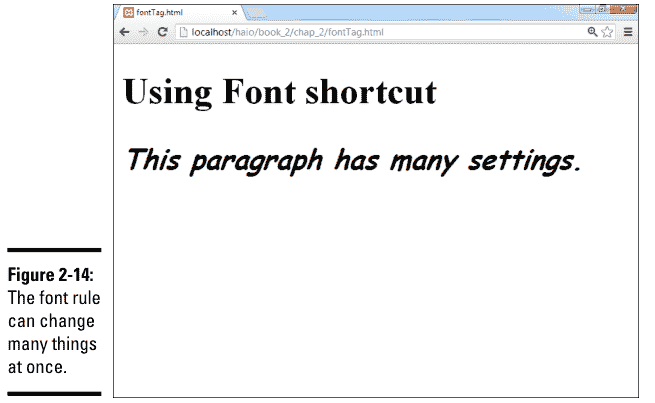 fontTag.html
localhost/haio/book_2/chap_2/fontTag.html
Using Font shortcut
This paragraph has many settings.
Figure 2-14:
The font rule
can change
many things
at once.